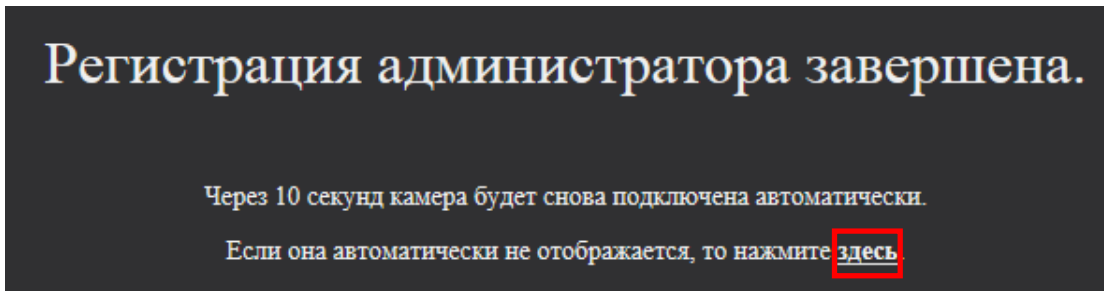 Регистрация администратора завершена.
Через 10 секунд камера будет снова подключена автоматически.
Если она автоматически не отображается, то нажмите здесь.